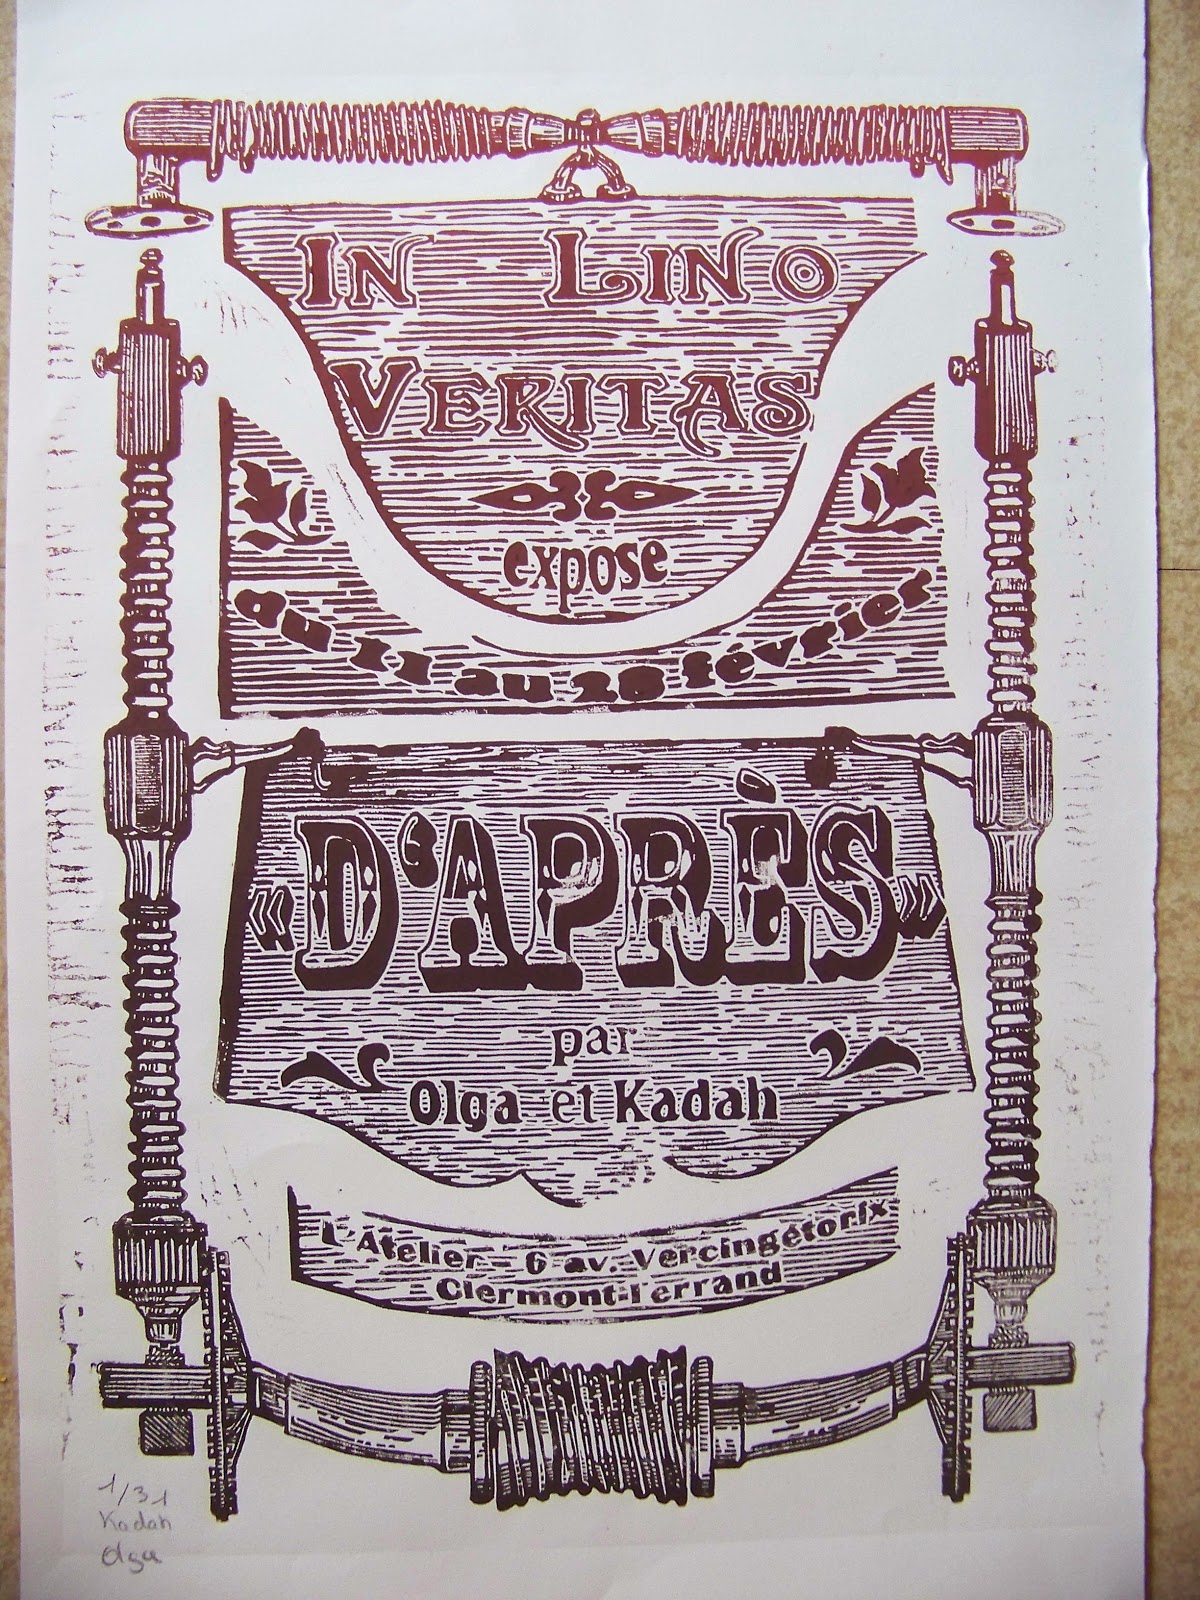 In Lino
Veritas
expose
du 11 au 28 février
«D'APRÈS»
par
Olga et Kadah
L'Atelier - 6 av. Vercingétorix
Clermont-Ferrand
1/31
Kadah
Olga